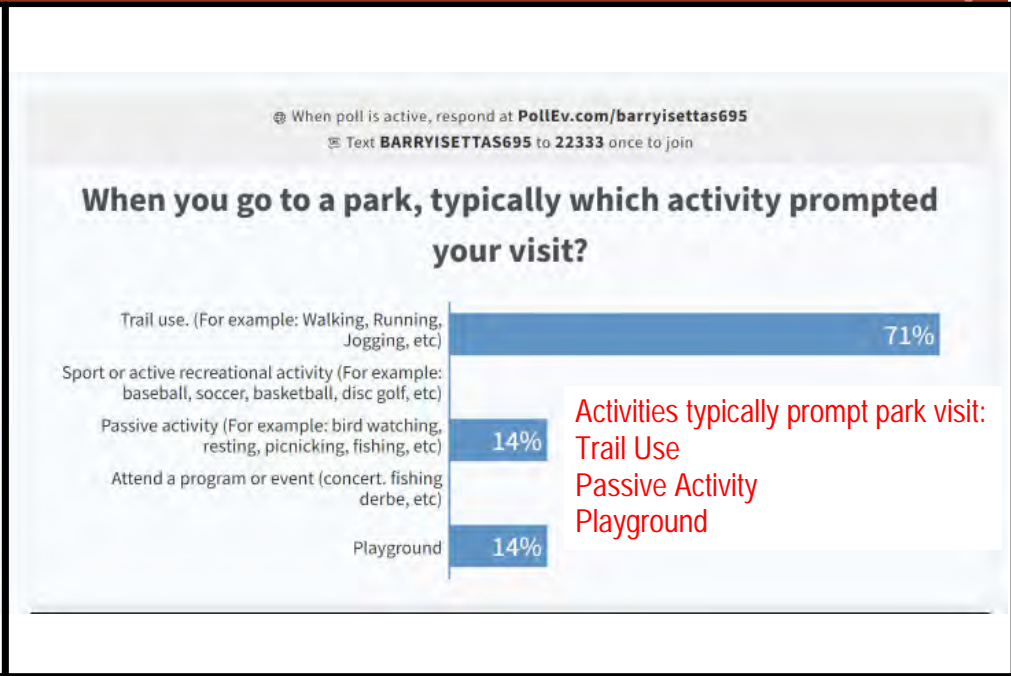 When poll is active, respond at PollEv.com/barryisettas695
Text BARRYISETTAS695 to 22333 once to join
When you go to a park, typically which activity prompted
your visit?
Trail use. (For example: Walking, Running,
Jogging, etc)
71%
Sport or active recreational activity (For example:
baseball, soccer, basketball, disc golf, etc)
Passive activity (For example: bird watching,
resting, picnicking, fishing, etc)
14%
Attend a program or event (concert. fishing
derbe, etc)
Playground
14%
Activities typically prompt park visit:
Trail Use
Passive Activity
Playground